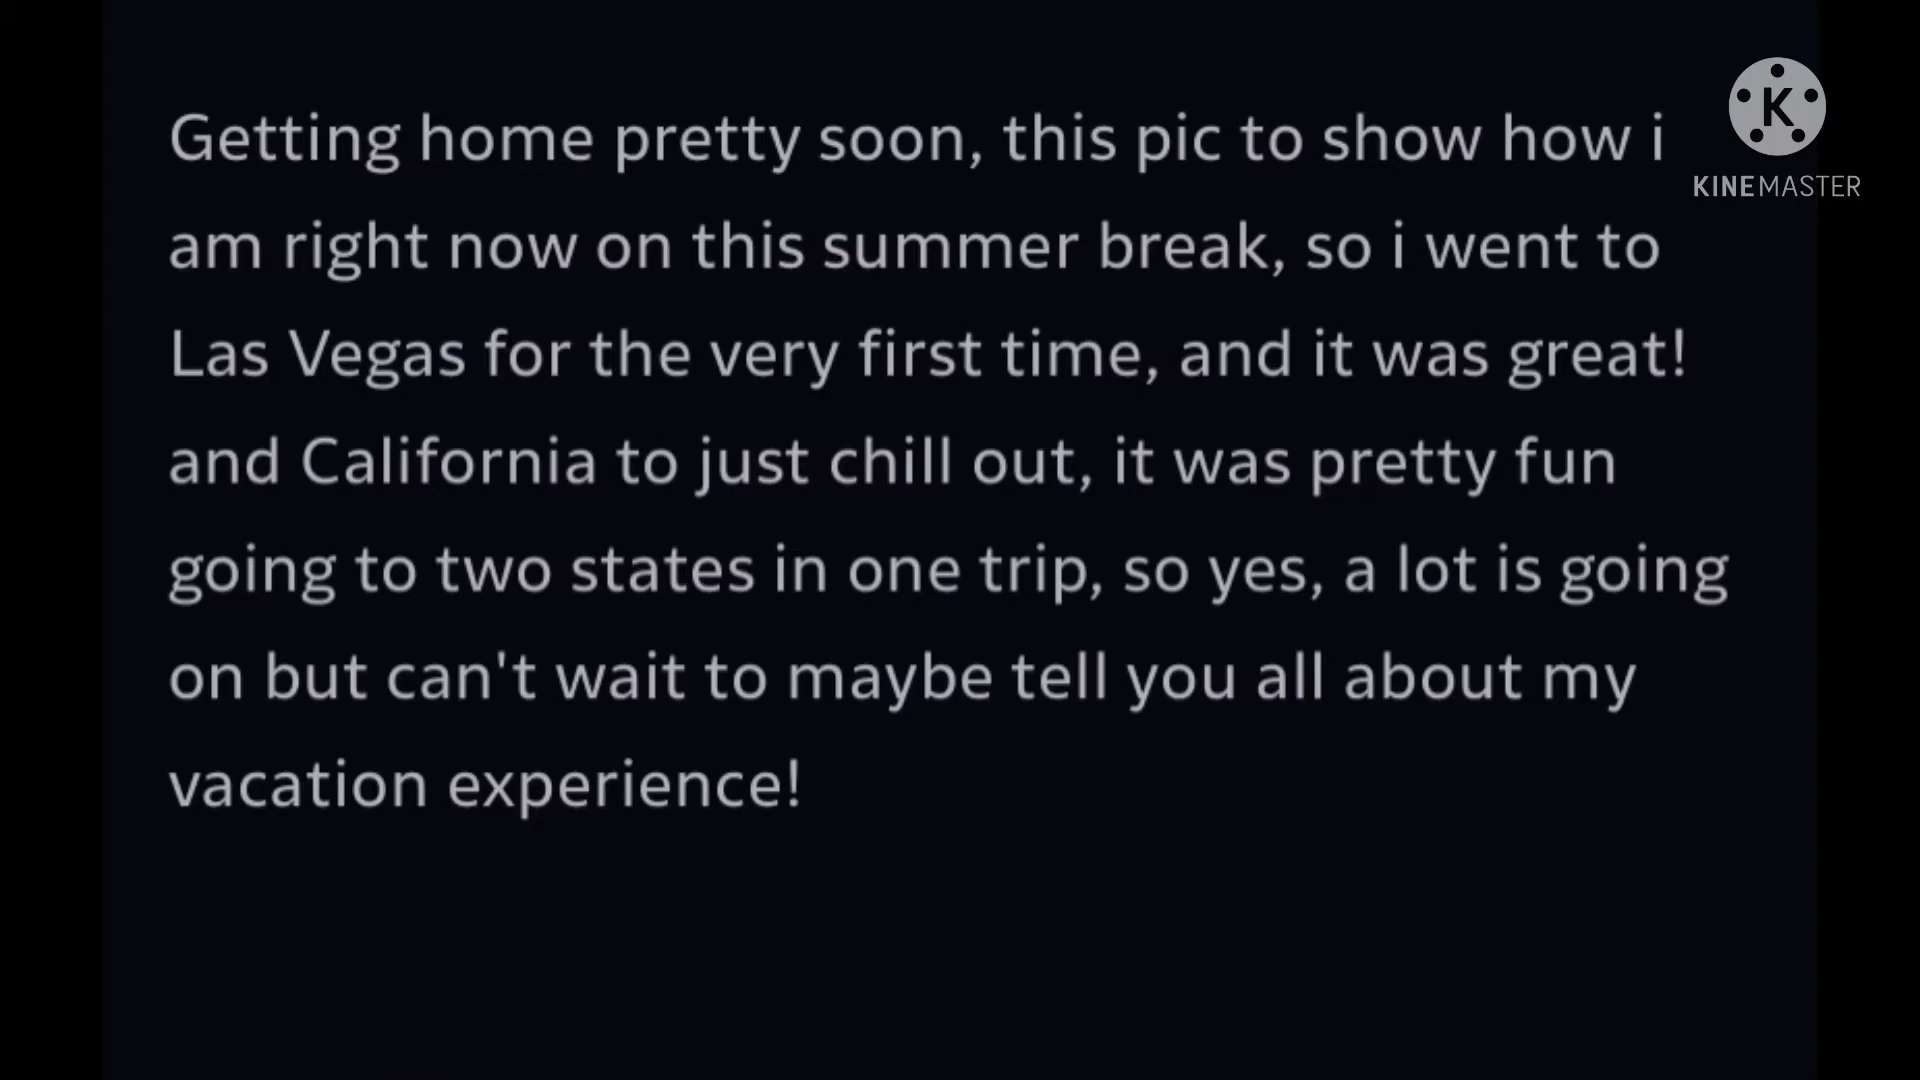 Getting home pretty soon, this pic to show how i
am right now on this summer break, so i went to
Las Vegas for the very first time, and it was great!
and California to just chill out, it was pretty fun
going to two states in one trip, so yes, a lot is going
on but can't wait to maybe tell you all about my
vacation experience!
K
KINEMASTER